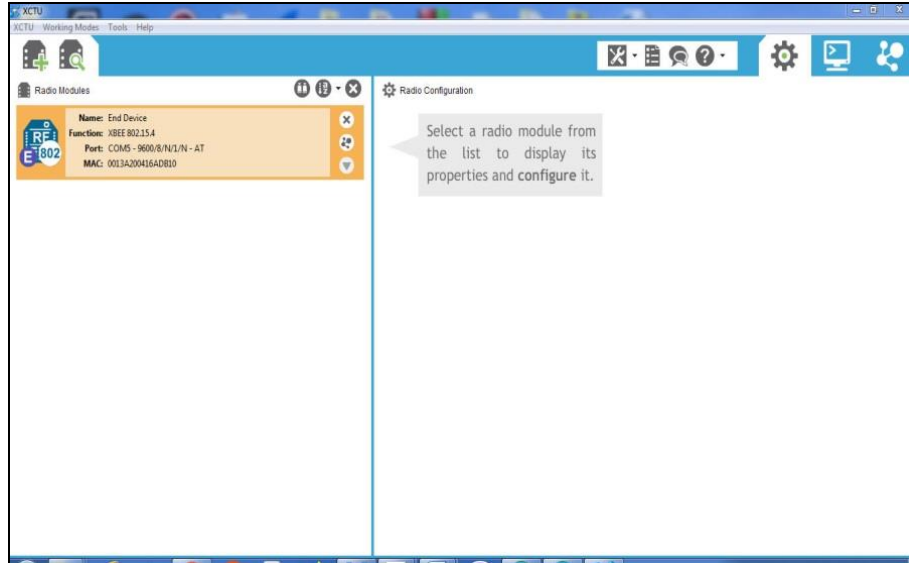 XCTU
XCTU Working Modes Tools Help
Radio Modules
Radio Configuration
Name: End Device
Function: XBEE 802.15.4
Port: COM5 - 9600/8/N/1/N - AT
MAC: 0013A200416ADB10
RF
E 802
Select a radio module from
the list to display its
properties and configure it.